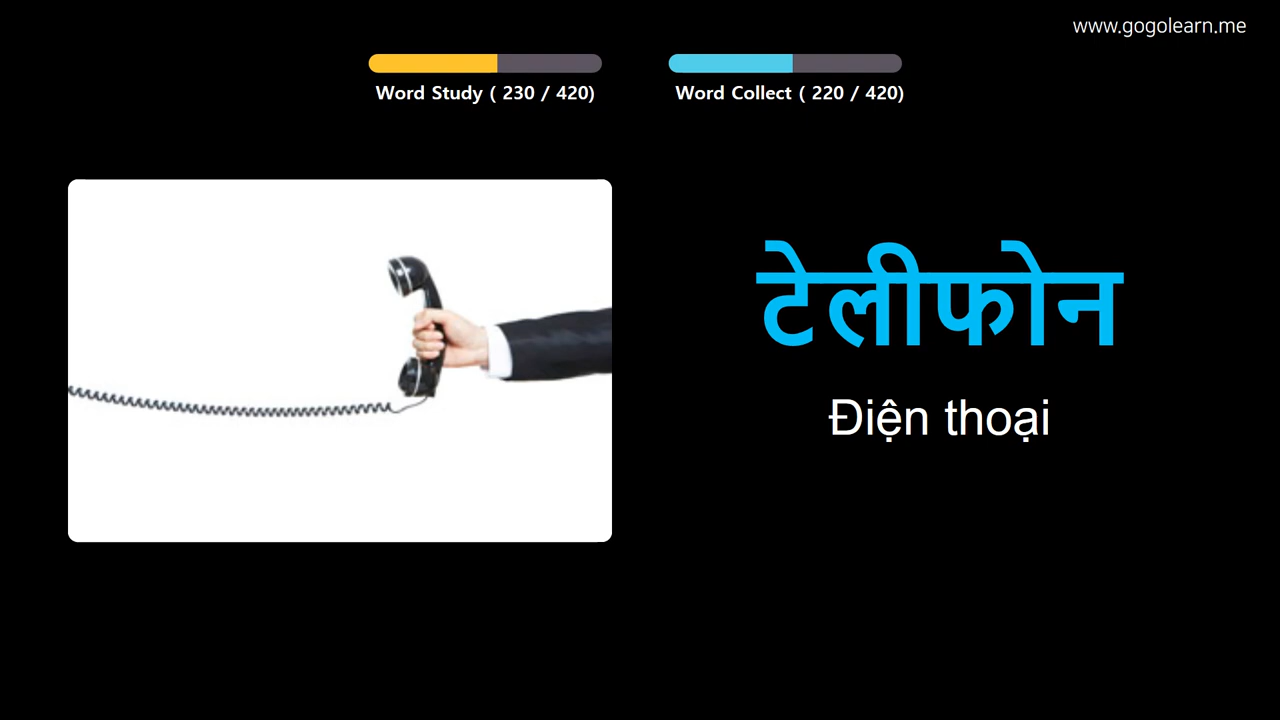 www.gogolearn.me
Word Study ( 230 / 420)
Word Collect ( 220 / 420)
टेलीफोन
Điện thoại